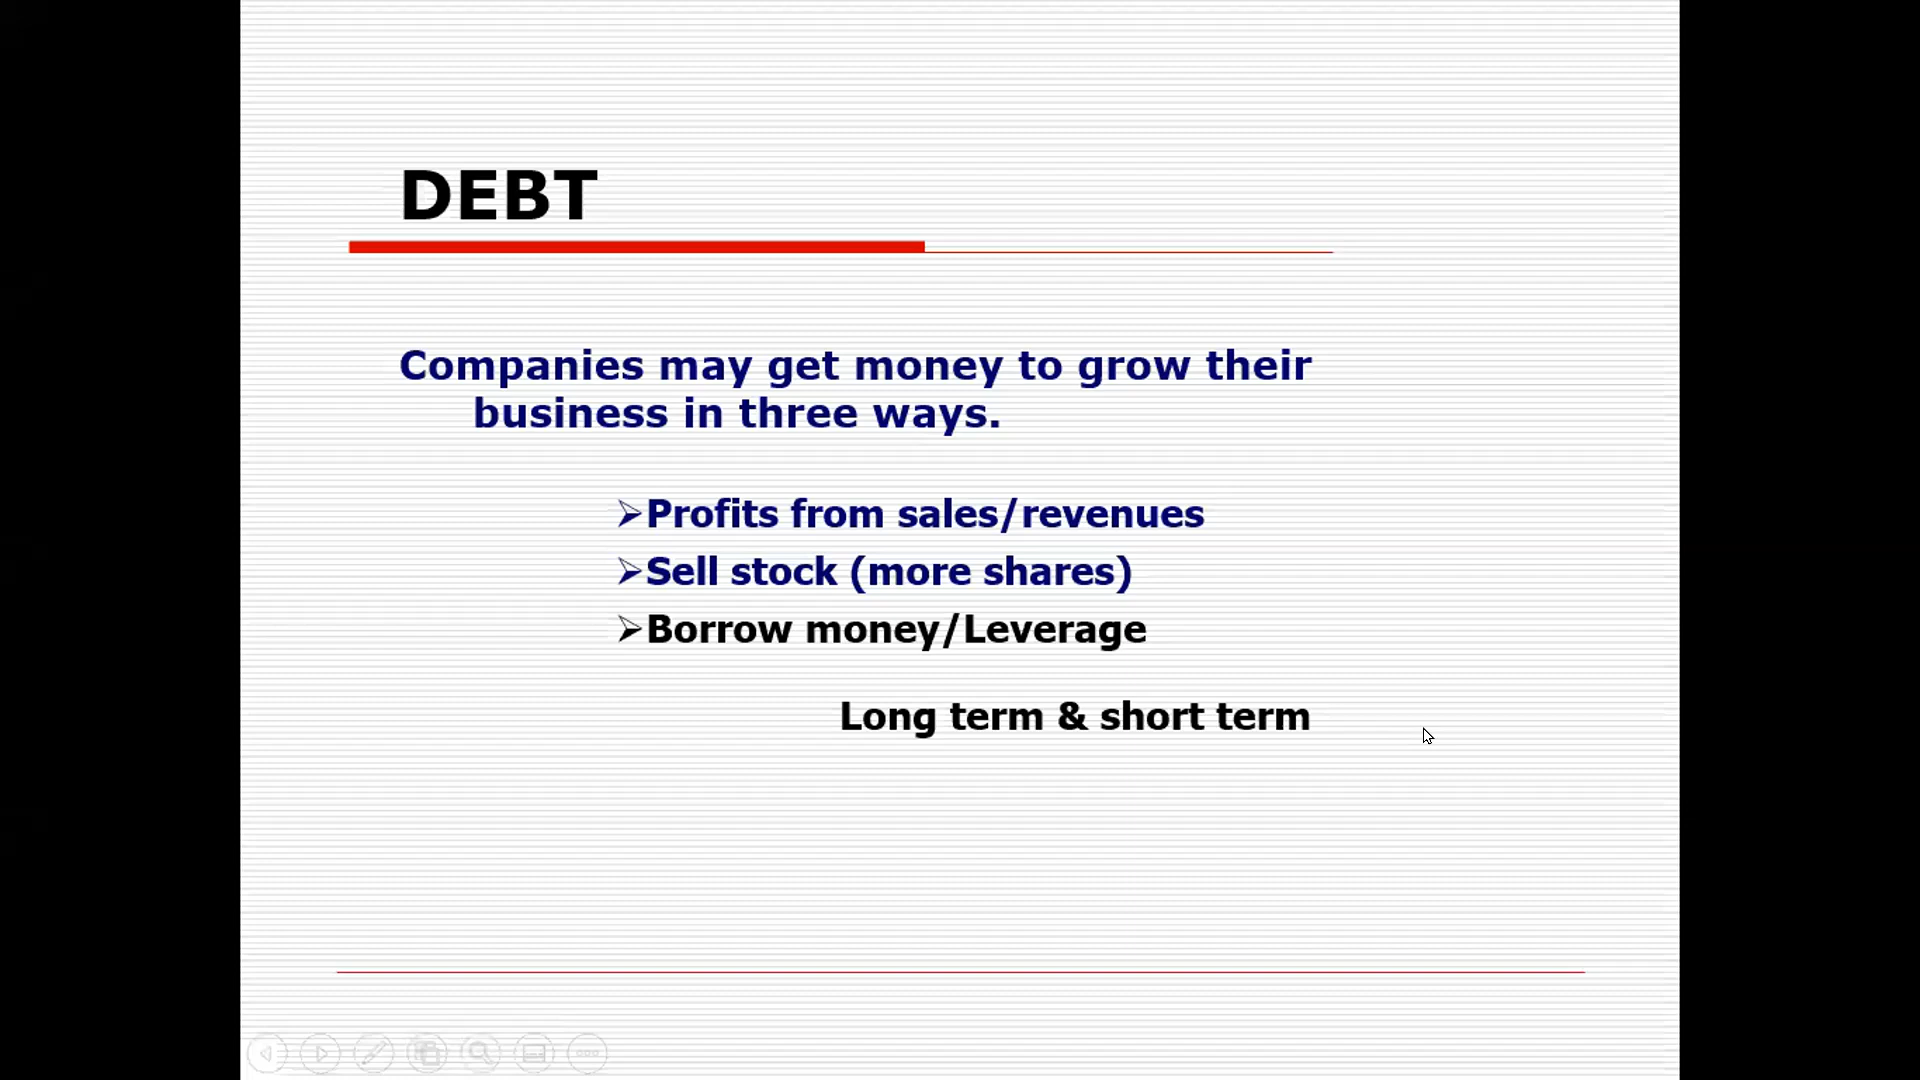 DEBT
Companies may get money to grow their
business in three ways.
➢Profits from sales/revenues
➢Sell stock (more shares)
➢Borrow money/Leverage
Long term & short term